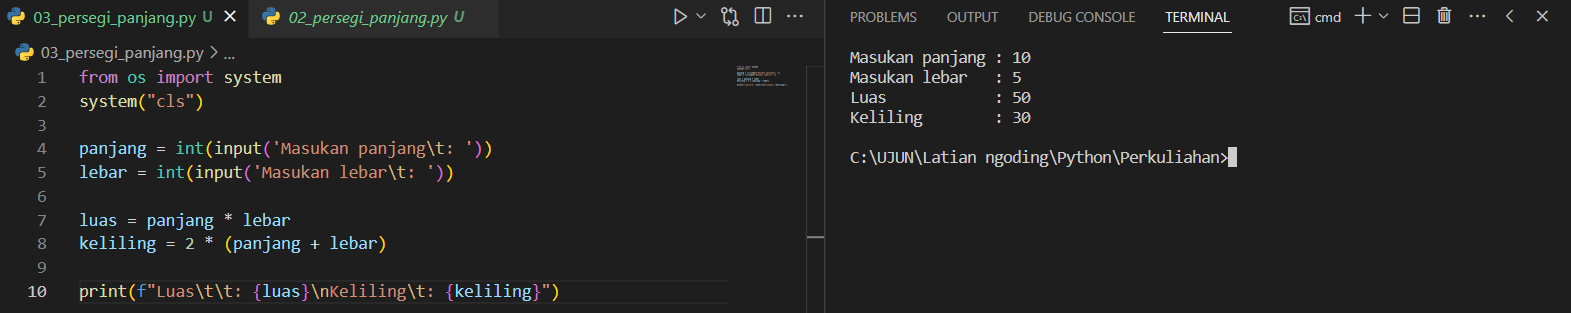 03_persegi_panjang.py U
02_persegi_panjang.py U
03_persegi_panjang.py > ...
1 from os import system
2 system("cls")
3
4 panjang = int(input('Masukan panjang\t: '))
5 lebar = int(input('Masukan lebar\t: '))
6
7 luas = panjang * lebar
8 keliling = 2 * (panjang + lebar)
9
10 print(f"Luas\t\t: {luas}\nKeliling\t: {keliling}")
PROBLEMS OUTPUT DEBUG CONSOLE TERMINAL cmd
Masukan panjang : 10
Masukan lebar : 5
Luas : 50
Keliling : 30
C:\UJUN\Latian ngoding\Python\Perkuliahan>